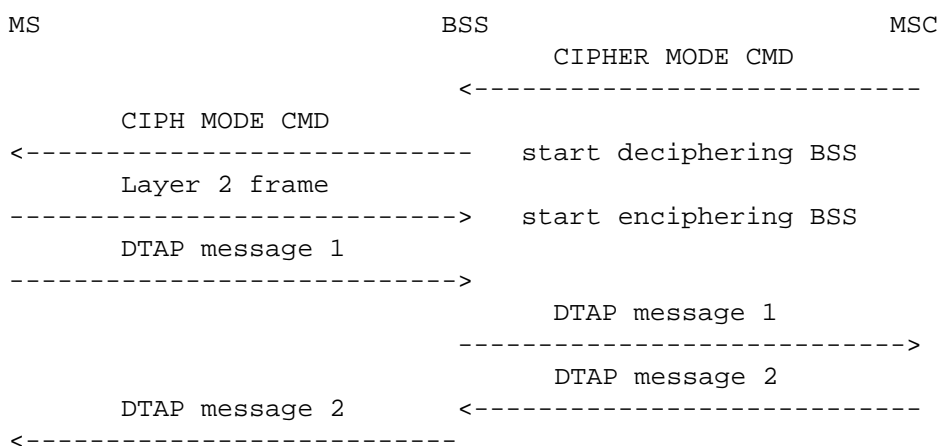 MS BSS MSC
CIPHER MODE CMD
<----------------------------
CIPH MODE CMD
<---------------------------- start deciphering BSS
Layer 2 frame
----------------------------> start enciphering BSS
DTAP message 1
---------------------------->
DTAP message 1
---------------------------->
DTAP message 2
DTAP message 2 <----------------------------
<---------------------------